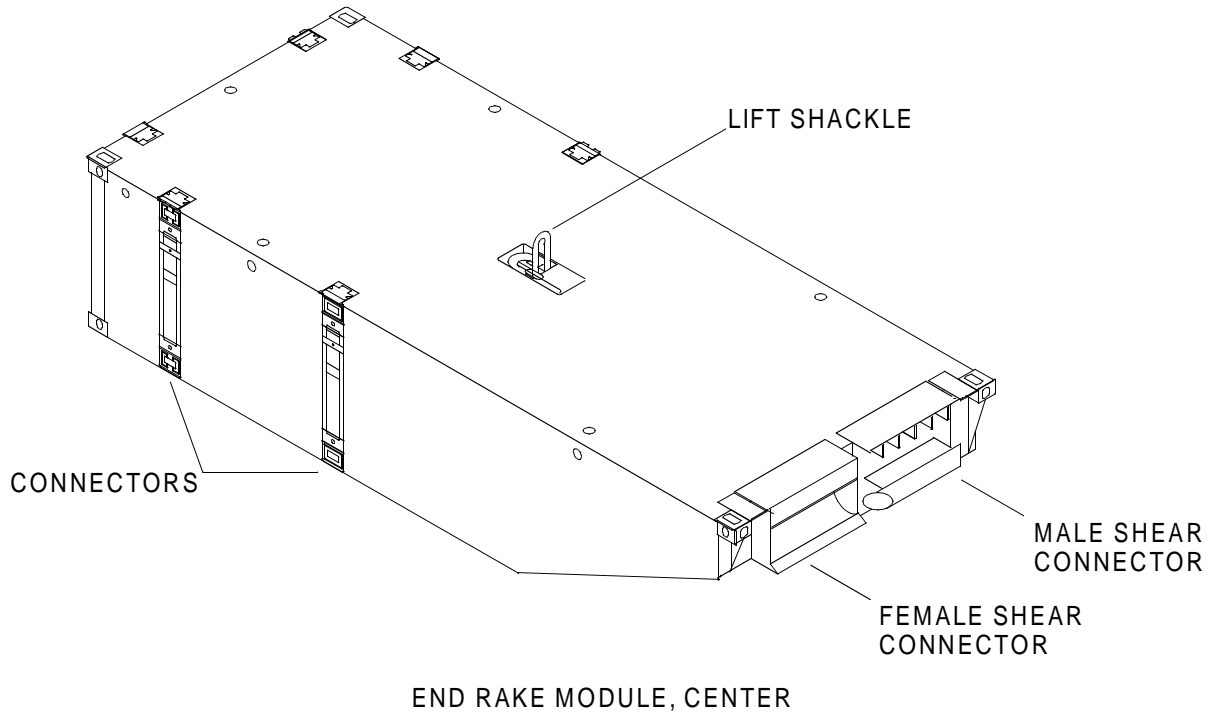 LIFT SHACKLE
CONNECTORS
MALE SHEAR
CONNECTOR
FEMALE SHEAR
CONNECTOR
END RAKE MODULE, CENTER